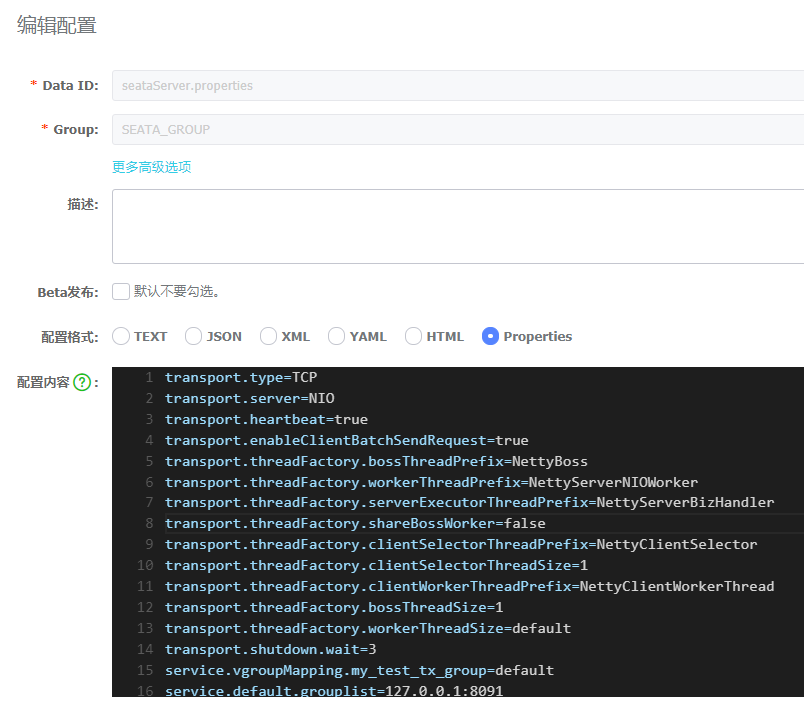 编辑配置
* Data ID: seataServer.properties
* Group: SEATA_GROUP
更多高级选项
描述:
Beta发布: 默认不要勾选。
配置格式: TEXT JSON XML YAML HTML Properties
配置内容 ? :
1 transport.type=TCP
2 transport.server=NIO
3 transport.heartbeat=true
4 transport.enableClientBatchSendRequest=true
5 transport.threadFactory.bossThreadPrefix=NettyBoss
6 transport.threadFactory.workerThreadPrefix=NettyServerNIOWorker
7 transport.threadFactory.serverExecutorThreadPrefix=NettyServerBizHandler
8 transport.threadFactory.shareBossWorker=false
9 transport.threadFactory.clientSelectorThreadPrefix=NettyClientSelector
10 transport.threadFactory.clientSelectorThreadSize=1
11 transport.threadFactory.clientWorkerThreadPrefix=NettyClientWorkerThread
12 transport.threadFactory.bossThreadSize=1
13 transport.threadFactory.workerThreadSize=default
14 transport.shutdown.wait=3
15 service.vgroupMapping.my_test_tx_group=default
16 service.default.grouplist=127.0.0.1:8091